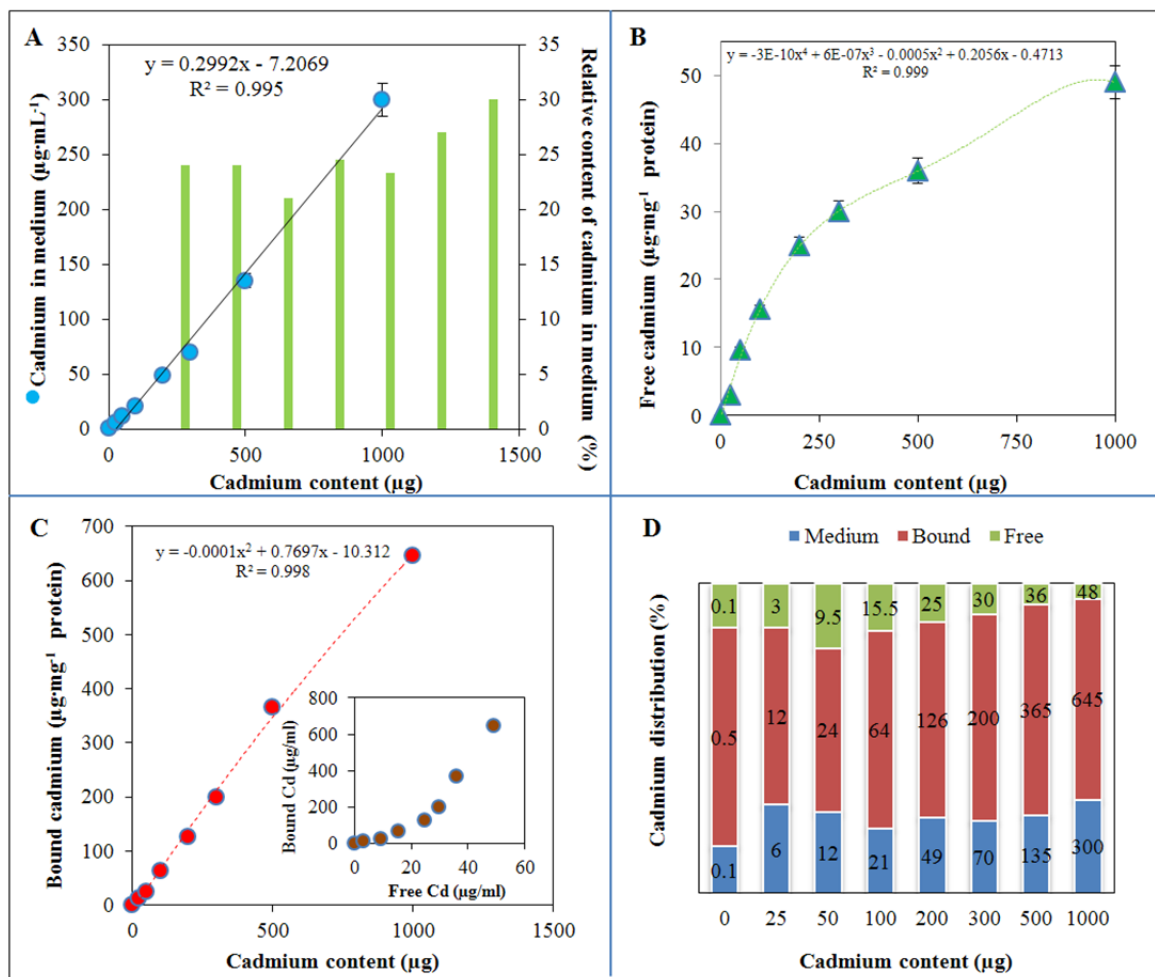 A
y = 0.2992x - 7.2069
R² = 0.995
Cadmium in medium (µg·mL⁻¹)
350
300
250
200
150
100
50
0
Relative content of cadmium in medium (%)
35
30
25
20
15
10
5
0
0 500 1000 1500
Cadmium content (µg)
B
y = -3E-10x⁴ + 6E-07x³ - 0.0005x² + 0.2056x - 0.4713
R² = 0.999
Free cadmium (µg·mg⁻¹ protein)
50
40
30
20
10
0
0 250 500 750 1000
Cadmium content (µg)
C
y = -0.0001x² + 0.7697x - 10.312
R² = 0.998
Bound cadmium (µg·mg⁻¹ protein)
700
600
500
400
300
200
100
0
Bound Cd (µg/ml)
800
600
400
200
0
0 20 40 60
Free Cd (µg/ml)
0 500 1000 1500
Cadmium content (µg)
D
Medium Bound Free
Cadmium distribution (%)
0.1 3 9.5 15.5 25 30 36 48
0.5 12 24 64 126 200 365 645
0.1 6 12 21 49 70 135 300
0 25 50 100 200 300 500 1000
Cadmium content (µg)